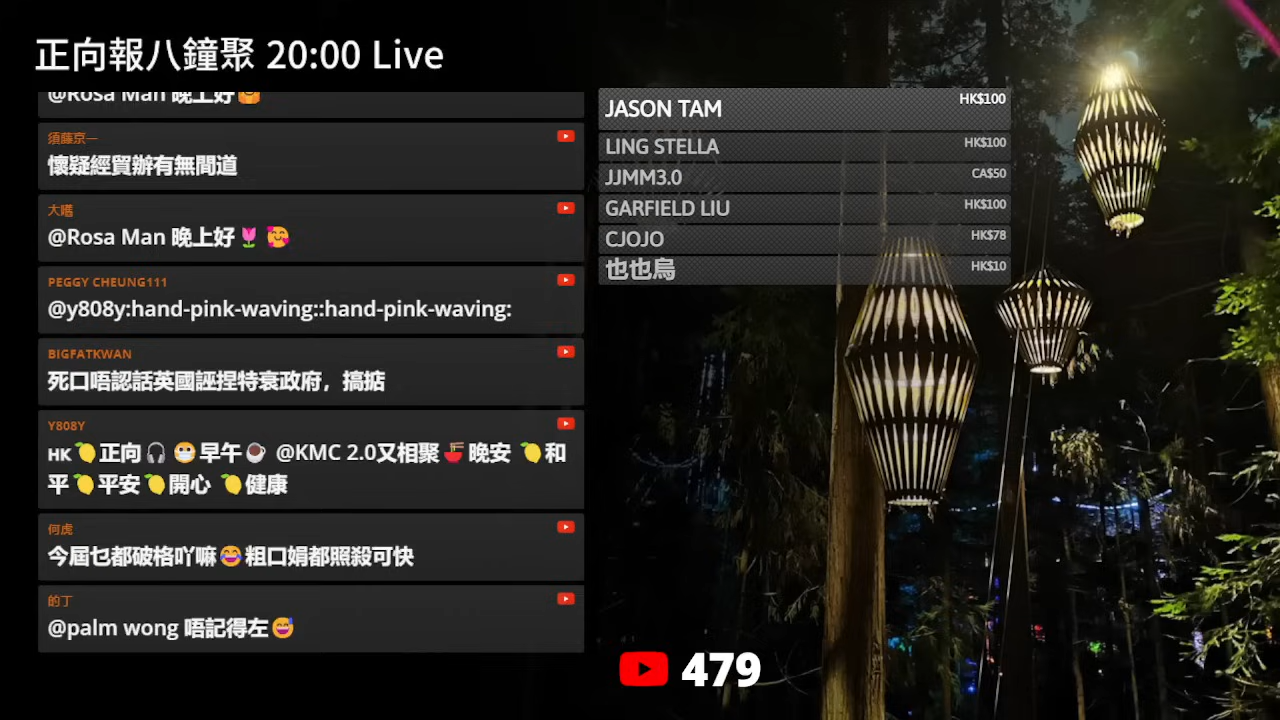 正向報八鐘聚 20:00 Live
@Rosa Man 晚上好🤗
須藤京一
懷疑經貿辦有無間道
大嚿
@Rosa Man 晚上好🌷🥰
PEGGY CHEUNG111
@y808y:hand-pink-waving::hand-pink-waving:
BIGFATKWAN
死口唔認話英國誣捏特衰政府，搞掂
Y808Y
HK🍋正向🎧😷早午☕ @KMC 2.0又相聚🥣晚安 🍋和
平🍋平安🍋開心 🍋健康
何虎
今屆乜都破格吖嘛😂粗口娟都照殺可快
的丁
@palm wong 唔記得左😅
JASON TAM HK$100
LING STELLA HK$100
JJMM3.0 CA$50
GARFIELD LIU HK$100
CJOJO HK$78
也也烏 HK$10
479